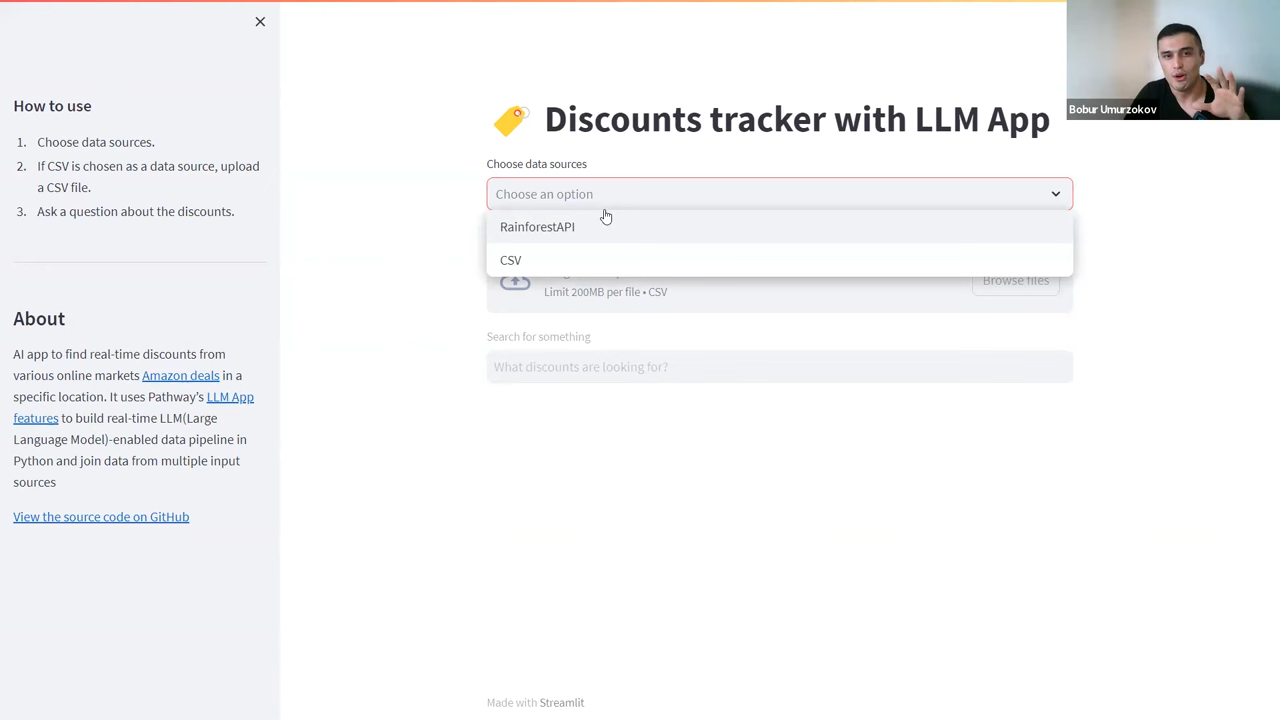 How to use
1. Choose data sources.
2. If CSV is chosen as a data source, upload
a CSV file.
3. Ask a question about the discounts.
About
AI app to find real-time discounts from
various online markets Amazon deals in a
specific location. It uses Pathway's LLM App
features to build real-time LLM(Large
Language Model)-enabled data pipeline in
Python and join data from multiple input
sources
View the source code on GitHub
Discounts tracker with LLM App
Choose data sources
Choose an option
RainforestAPI
CSV
Limit 200MB per file • CSV
Browse files
Search for something
What discounts are looking for?
Made with Streamlit
Bobur Umurzokov